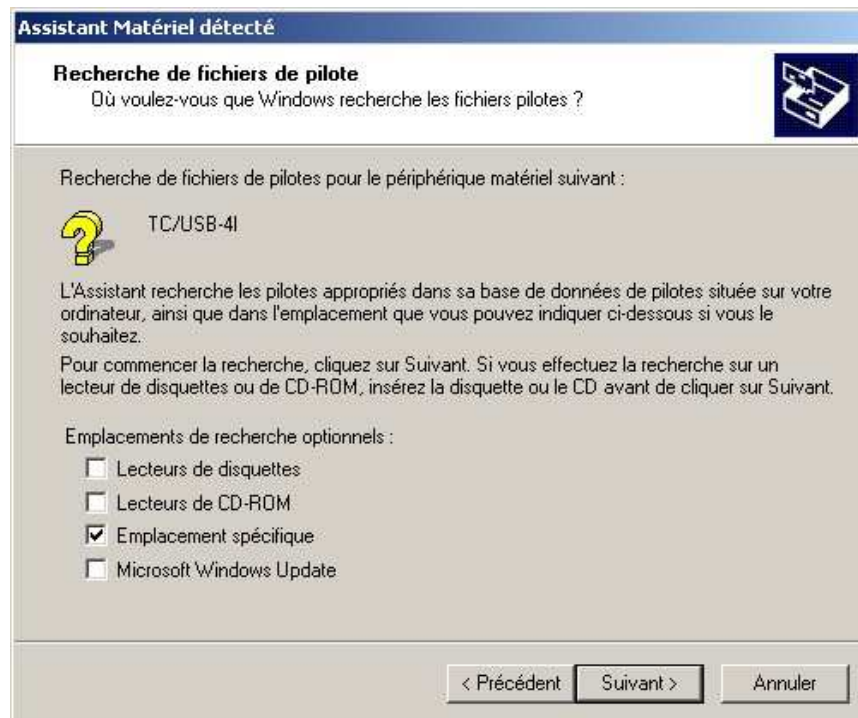 Assistant Matériel détecté
Recherche de fichiers de pilote
Où voulez-vous que Windows recherche les fichiers pilotes ?
Recherche de fichiers de pilotes pour le périphérique matériel suivant :
TC/USB-4I
L'Assistant recherche les pilotes appropriés dans sa base de données de pilotes située sur votre
ordinateur, ainsi que dans l'emplacement que vous pouvez indiquer ci-dessous si vous le
souhaitez.
Pour commencer la recherche, cliquez sur Suivant. Si vous effectuez la recherche sur un
lecteur de disquettes ou de CD-ROM, insérez la disquette ou le CD avant de cliquer sur Suivant.
Emplacements de recherche optionnels :
Lecteurs de disquettes
Lecteurs de CD-ROM
Emplacement spécifique
Microsoft Windows Update
< Précédent Suivant > Annuler